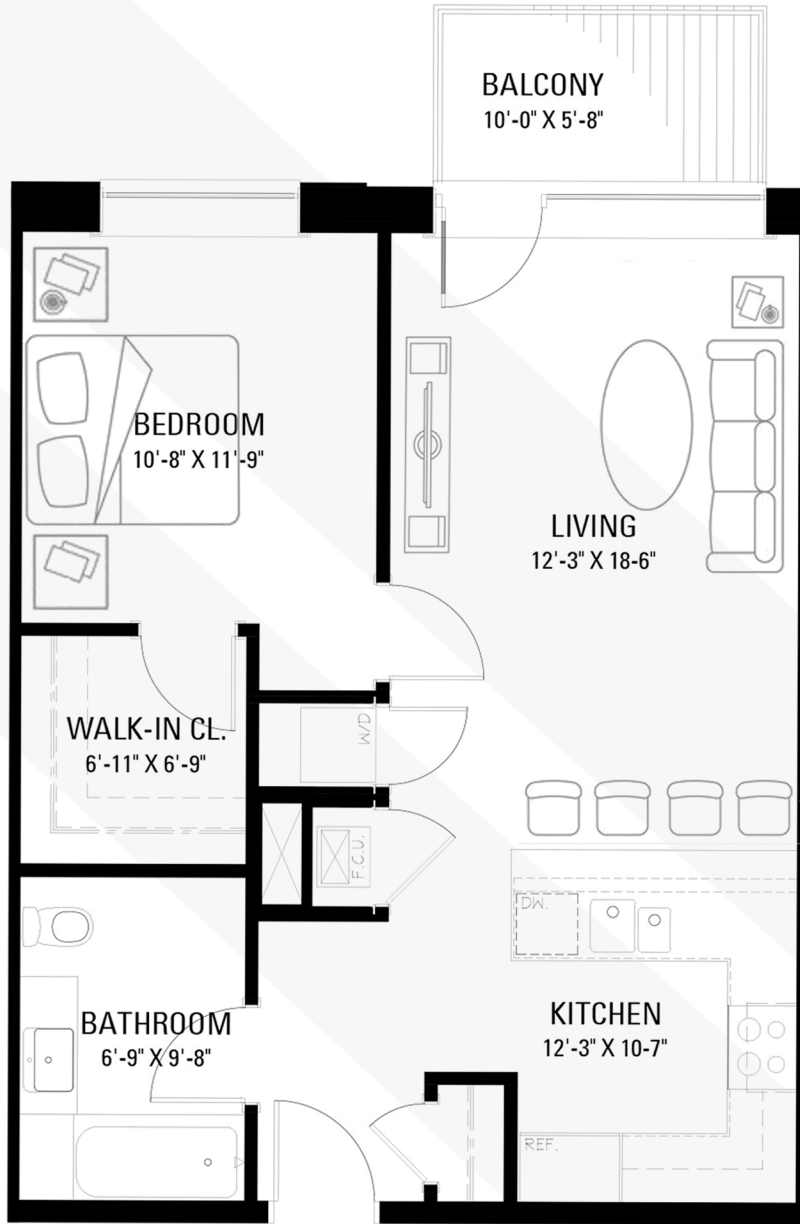 BALCONY
10'-0" X 5'-8"
BEDROOM
10'-8" X 11'-9"
LIVING
12'-3" X 18-6"
W/D
WALK-IN CL.
6'-11" X 6'-9"
F.C.U.
DW.
BATHROOM
6'-9" X 9'-8"
KITCHEN
12'-3" X 10-7"
REF.